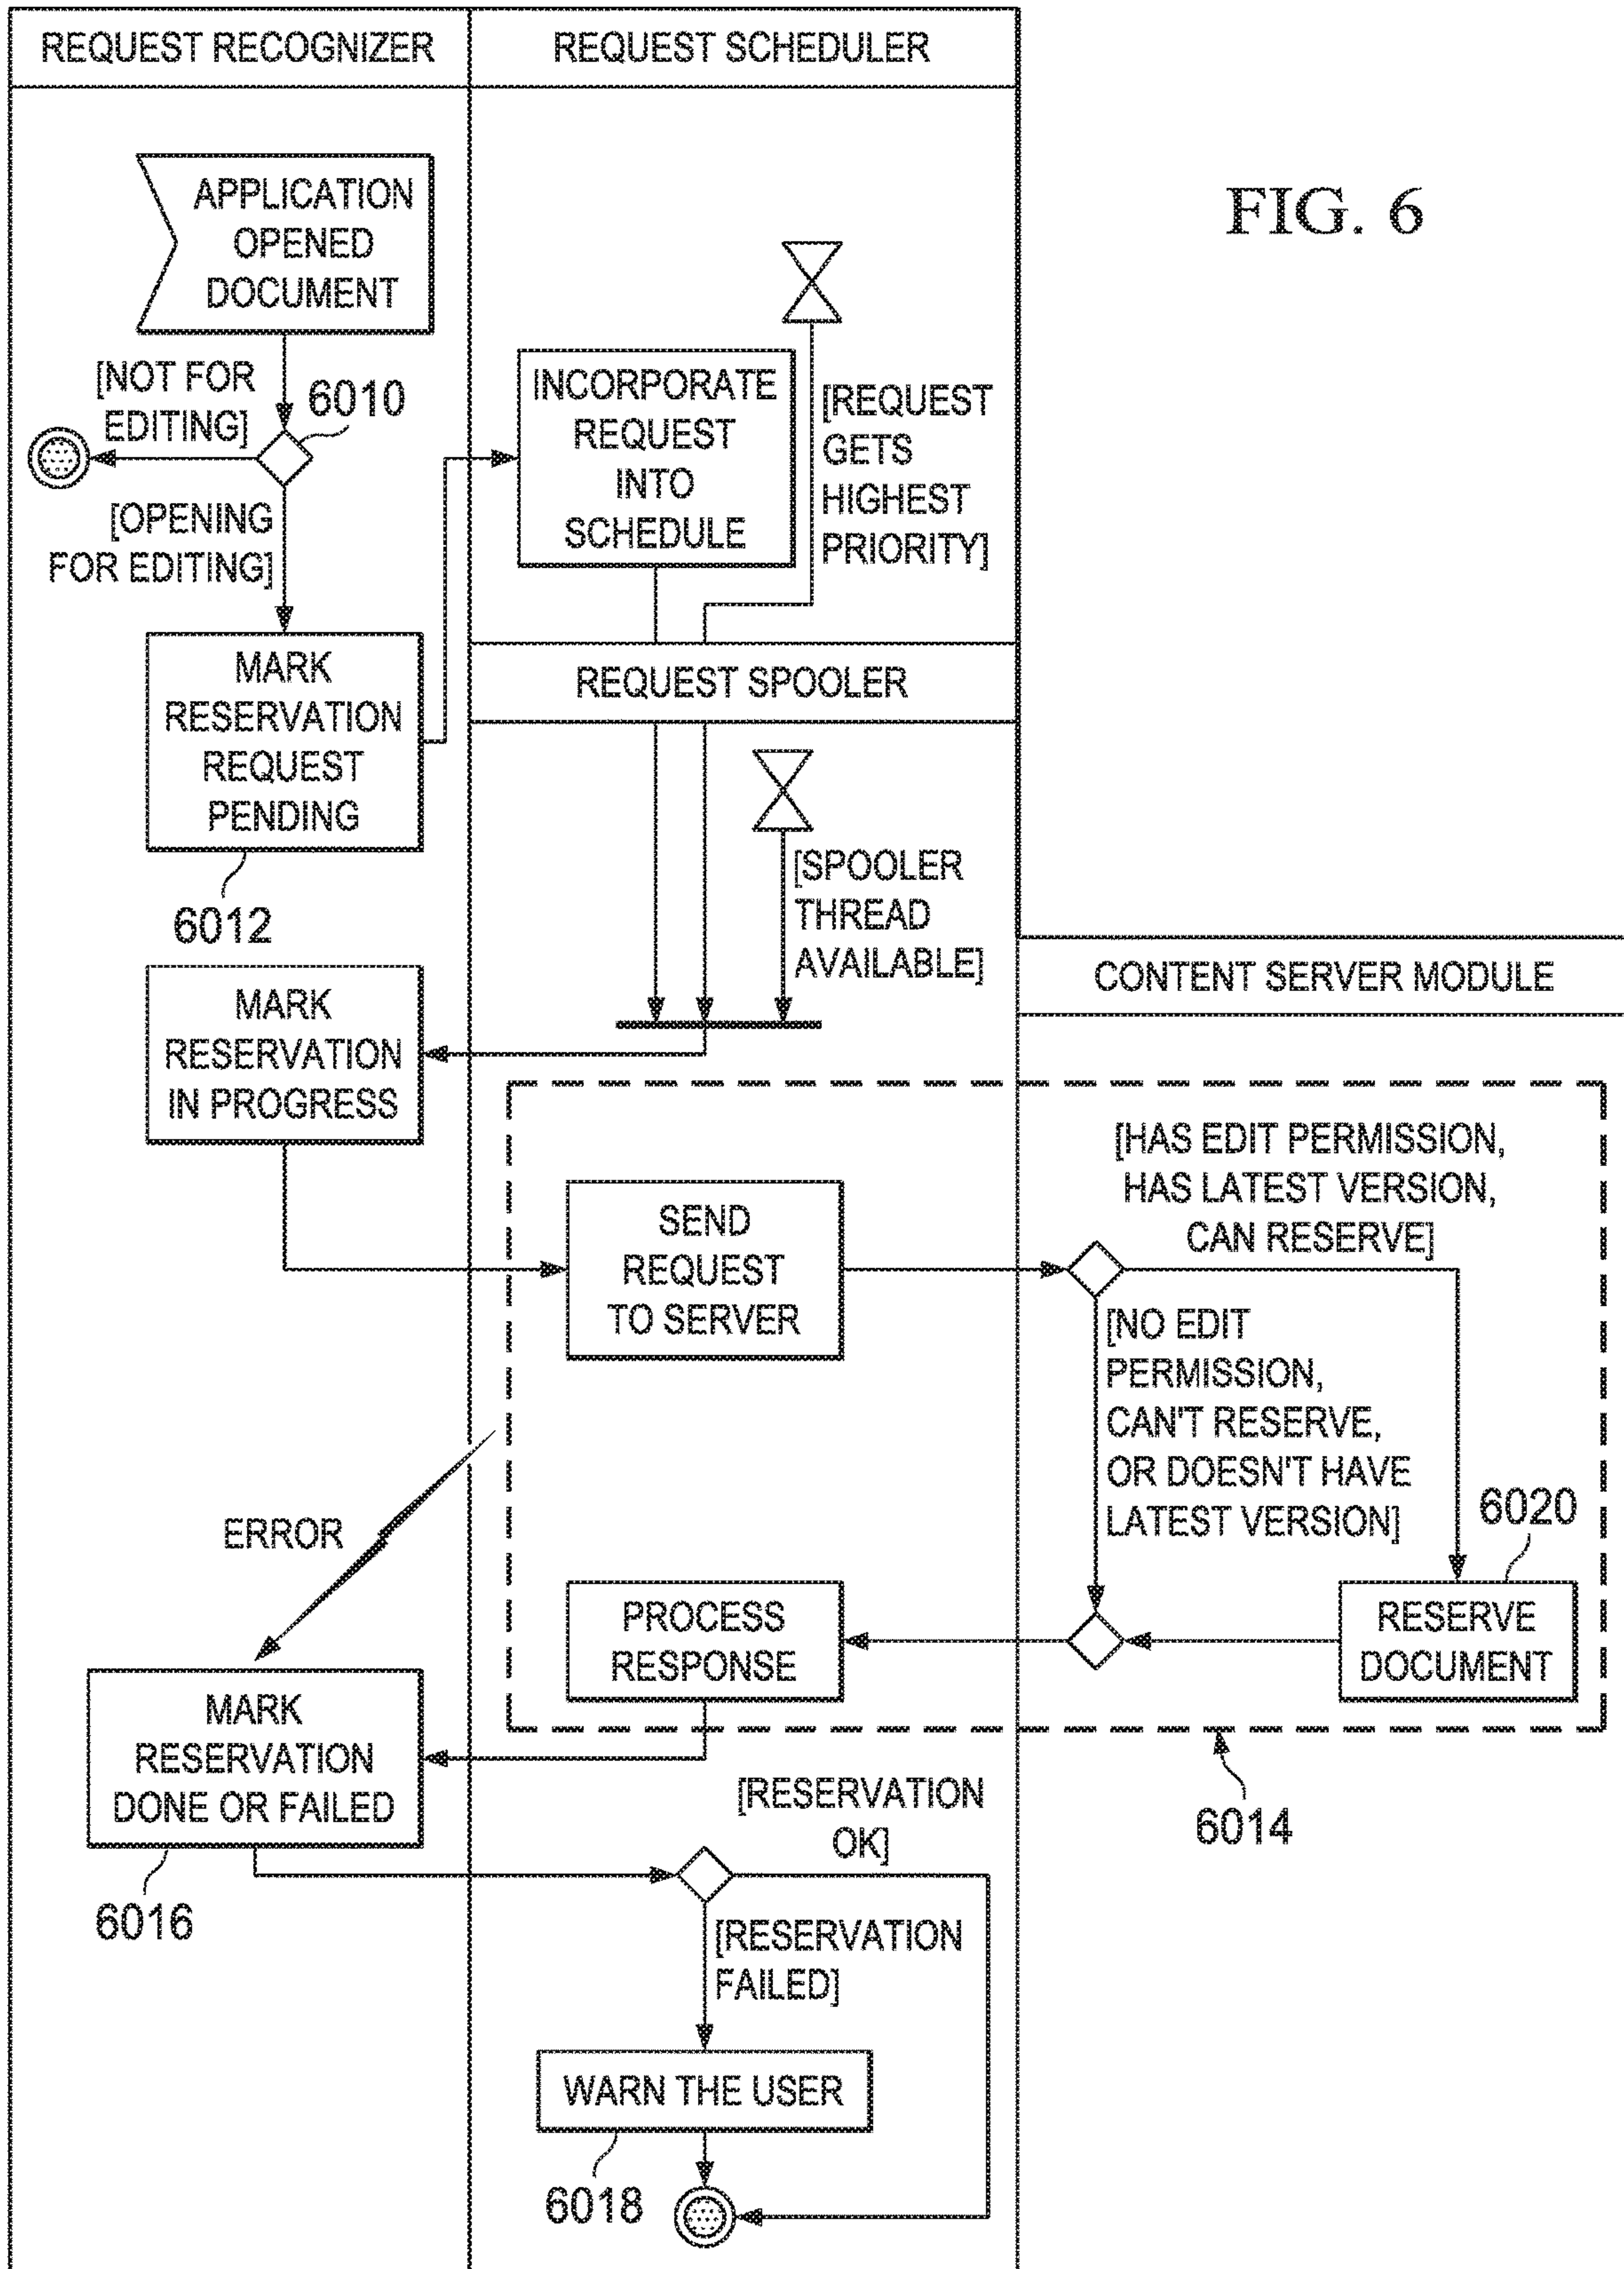 REQUEST RECOGNIZER
REQUEST SCHEDULER
FIG. 6
APPLICATION
OPENED
DOCUMENT
[NOT FOR
EDITING]
6010
[OPENING
FOR EDITING]
INCORPORATE
REQUEST
INTO
SCHEDULE
[REQUEST
GETS
HIGHEST
PRIORITY]
MARK
RESERVATION
REQUEST
PENDING
6012
REQUEST SPOOLER
[SPOOLER
THREAD
AVAILABLE]
CONTENT SERVER MODULE
MARK
RESERVATION
IN PROGRESS
SEND
REQUEST
TO SERVER
[HAS EDIT PERMISSION,
HAS LATEST VERSION,
CAN RESERVE]
[NO EDIT
PERMISSION,
CAN'T RESERVE,
OR DOESN'T HAVE
LATEST VERSION]
6020
ERROR
PROCESS
RESPONSE
RESERVE
DOCUMENT
MARK
RESERVATION
DONE OR FAILED
6016
[RESERVATION
OK]
6014
[RESERVATION
FAILED]
WARN THE USER
6018